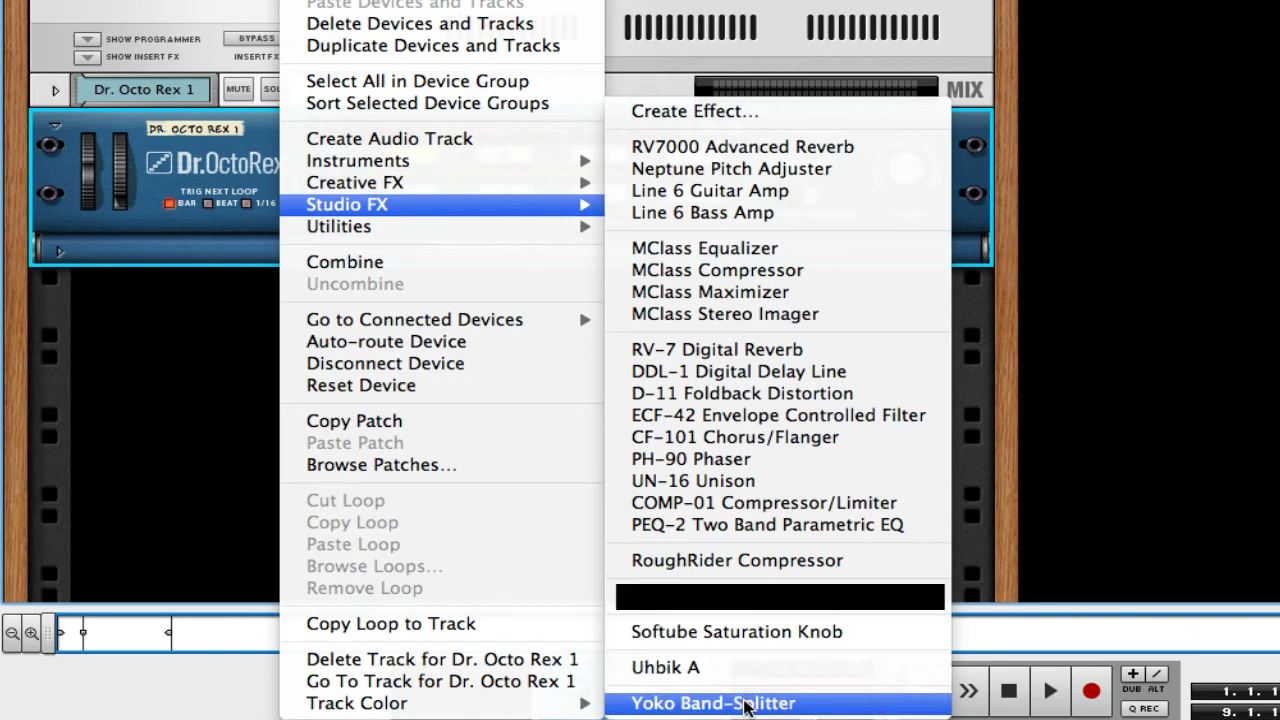 Paste Devices and Tracks
Delete Devices and Tracks
Duplicate Devices and Tracks
SHOW PROGRAMMER
BYPASS
SHOW INSERT FX
INSERT FX
Select All in Device Group
Sort Selected Device Groups
Dr. Octo Rex 1
MUTE
SOL
MIX
DR. OCTO REX 1
Dr.OctoRex
TRIG NEXT LOOP
BAR
BEAT
1/16
Create Audio Track
Instruments
Creative FX
Studio FX
Utilities
Combine
Uncombine
Go to Connected Devices
Auto-route Device
Disconnect Device
Reset Device
Copy Patch
Paste Patch
Browse Patches…
Cut Loop
Copy Loop
Paste Loop
Browse Loops…
Remove Loop
Copy Loop to Track
Delete Track for Dr. Octo Rex 1
Go To Track for Dr. Octo Rex 1
Track Color
Create Effect…
RV7000 Advanced Reverb
Neptune Pitch Adjuster
Line 6 Guitar Amp
Line 6 Bass Amp
MClass Equalizer
MClass Compressor
MClass Maximizer
MClass Stereo Imager
RV-7 Digital Reverb
DDL-1 Digital Delay Line
D-11 Foldback Distortion
ECF-42 Envelope Controlled Filter
CF-101 Chorus/Flanger
PH-90 Phaser
UN-16 Unison
COMP-01 Compressor/Limiter
PEQ-2 Two Band Parametric EQ
RoughRider Compressor
Softube Saturation Knob
Uhbik A
Yoko Band-Splitter
DUB ALT
Q REC
1. 1. 1
9. 1. 1